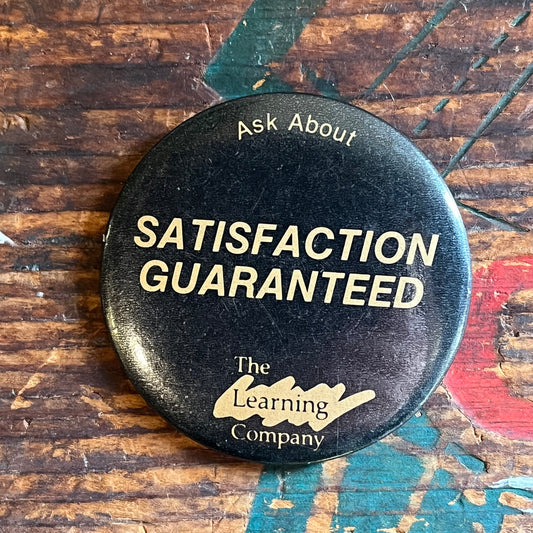 Ask About
SATISFACTION
GUARANTEED
The
Learning
Company